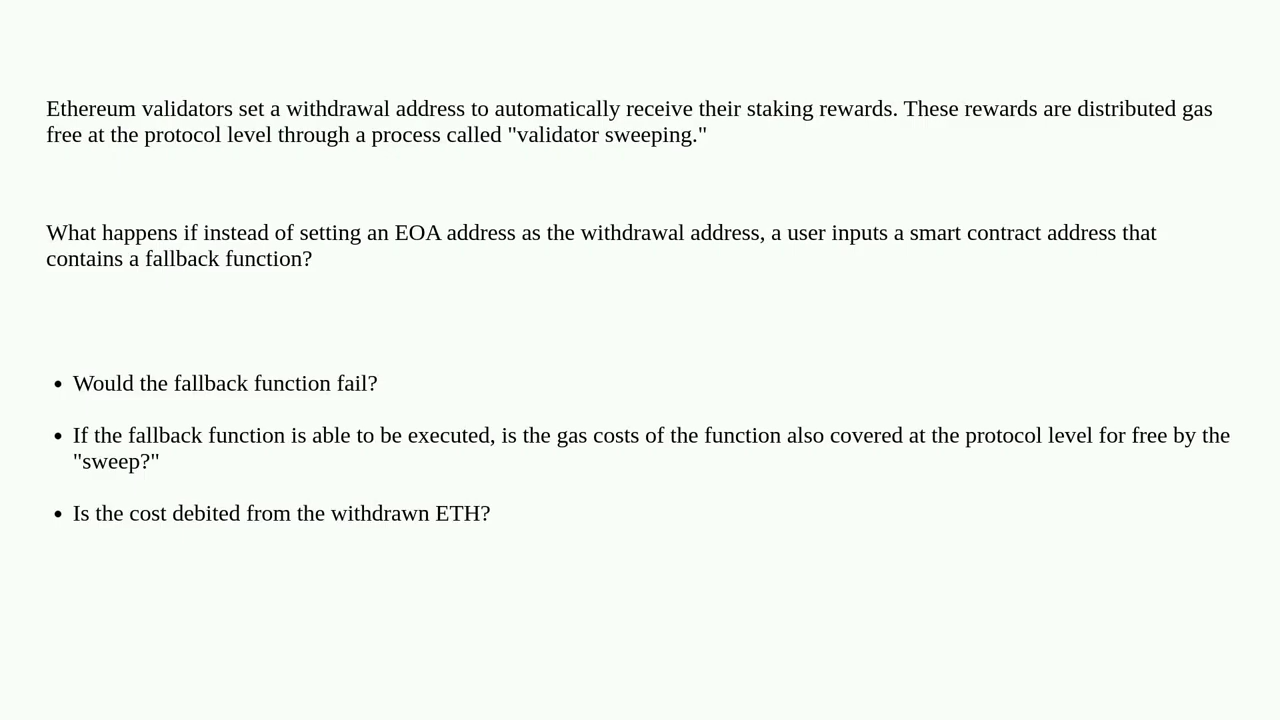 Ethereum validators set a withdrawal address to automatically receive their staking rewards. These rewards are distributed gas
free at the protocol level through a process called "validator sweeping."
What happens if instead of setting an EOA address as the withdrawal address, a user inputs a smart contract address that
contains a fallback function?
• Would the fallback function fail?
• If the fallback function is able to be executed, is the gas costs of the function also covered at the protocol level for free by the
"sweep?"
• Is the cost debited from the withdrawn ETH?